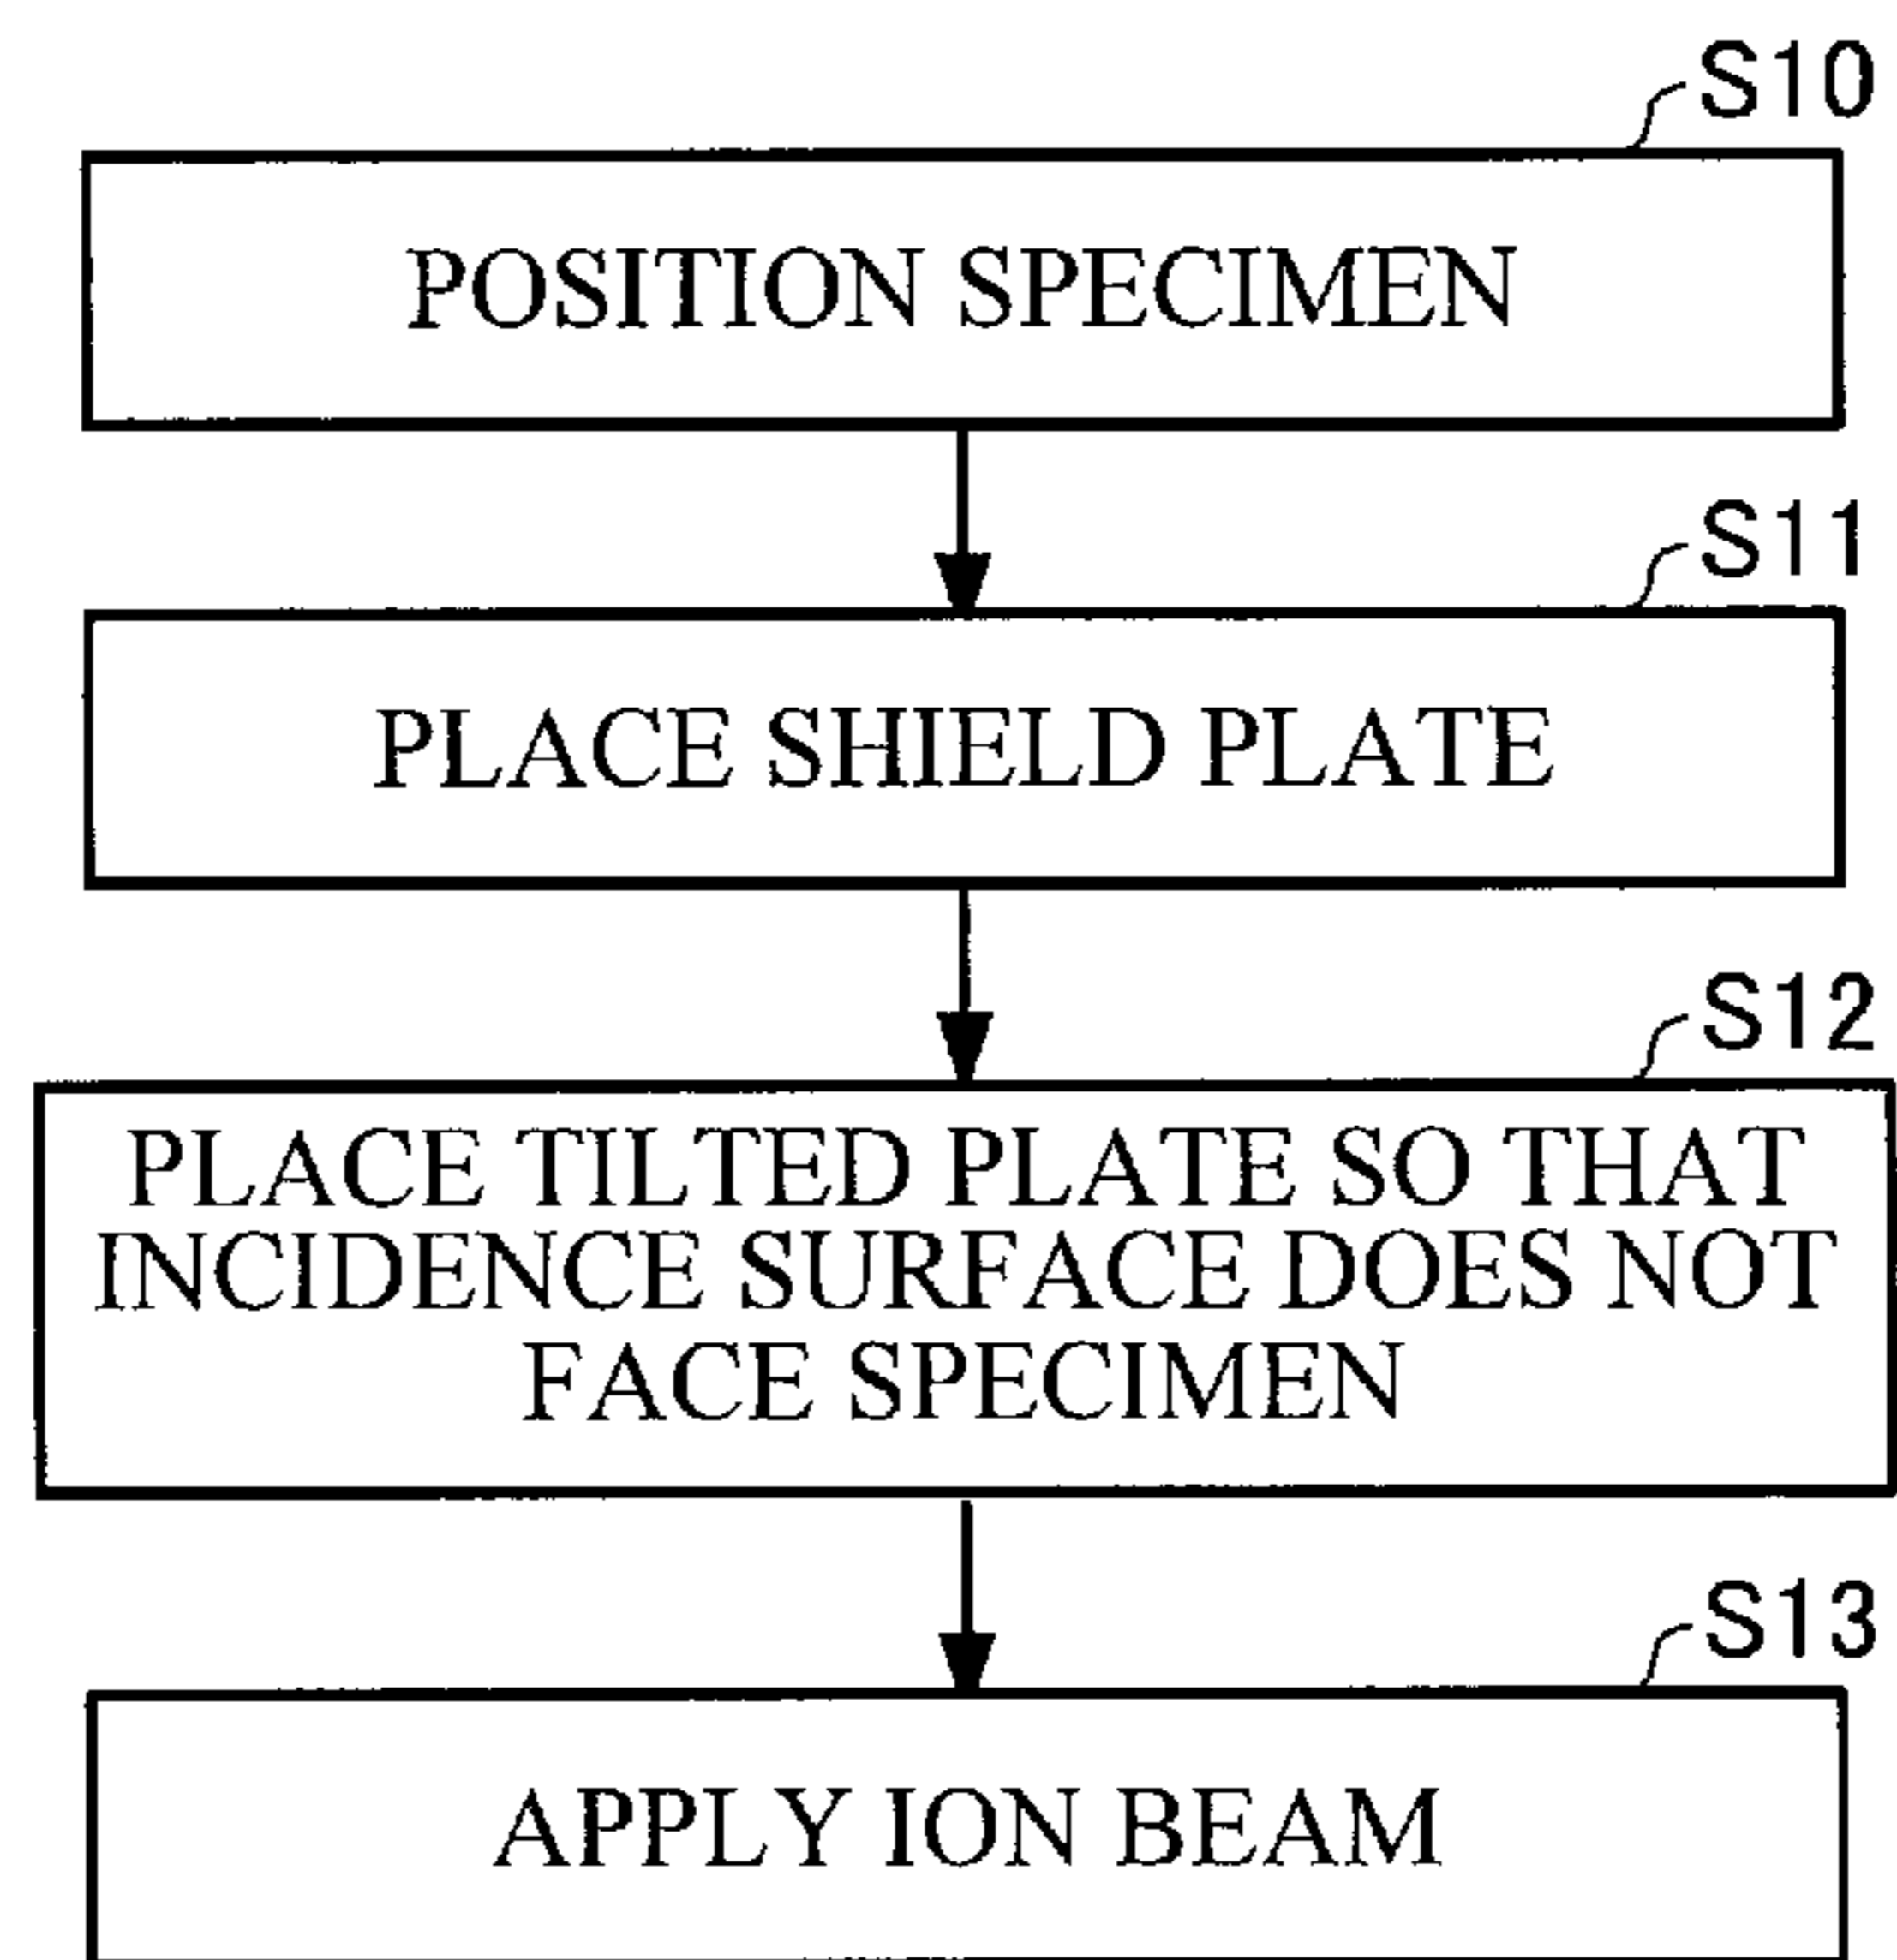 S10
POSITION SPECIMEN
S11
PLACE SHIELD PLATE
S12
PLACE TILTED PLATE SO THAT
INCIDENCE SURFACE DOES NOT
FACE SPECIMEN
S13
APPLY ION BEAM